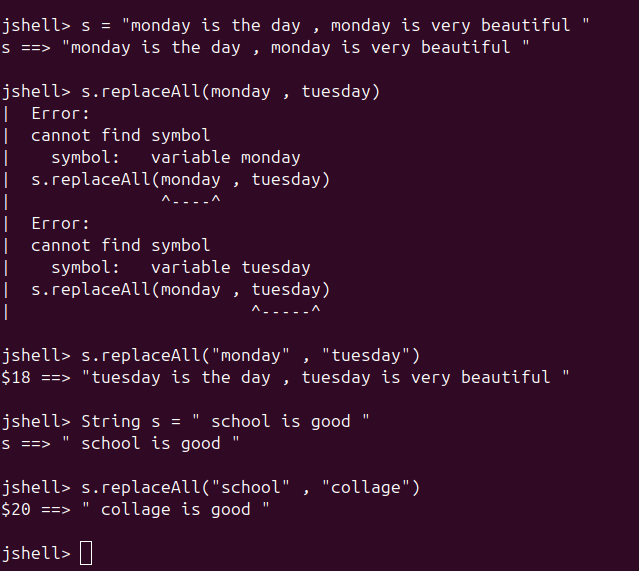 jshell> s = "monday is the day , monday is very beautiful "
s ==> "monday is the day , monday is very beautiful "
jshell> s.replaceAll(monday , tuesday)
|  Error:
|  cannot find symbol
|    symbol:   variable monday
|  s.replaceAll(monday , tuesday)
|               ^----^
|  Error:
|  cannot find symbol
|    symbol:   variable tuesday
|  s.replaceAll(monday , tuesday)
|                        ^-----^
jshell> s.replaceAll("monday" , "tuesday")
$18 ==> "tuesday is the day , tuesday is very beautiful "
jshell> String s = " school is good "
s ==> " school is good "
jshell> s.replaceAll("school" , "collage")
$20 ==> " collage is good "
jshell>